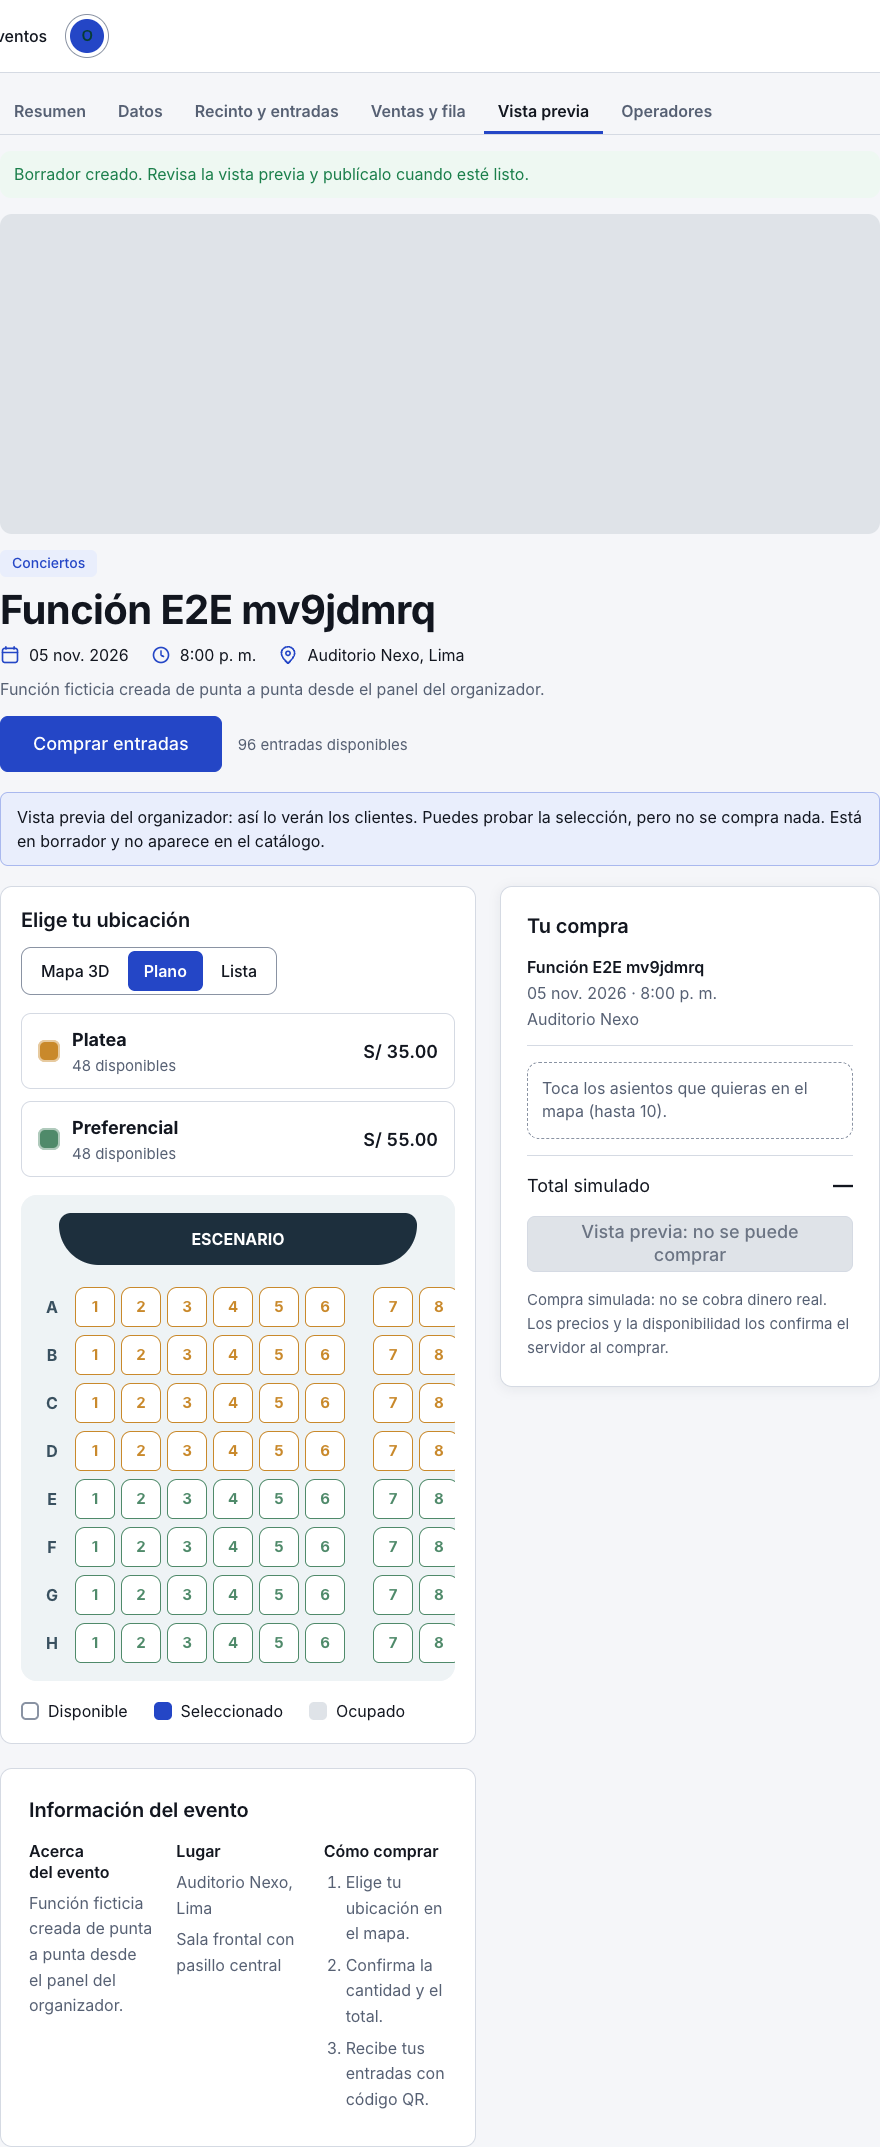 ventos
O
Resumen Datos Recinto y entradas Ventas y fila Vista previa Operadores
Borrador creado. Revisa la vista previa y publícalo cuando esté listo.
Conciertos
Función E2E mv9jdmrq
05 nov. 2026 8:00 p. m. Auditorio Nexo, Lima
Función ficticia creada de punta a punta desde el panel del organizador.
Comprar entradas 96 entradas disponibles
Vista previa del organizador: así lo verán los clientes. Puedes probar la selección, pero no se compra nada. Está
en borrador y no aparece en el catálogo.
Elige tu ubicación
Mapa 3D Plano Lista
Platea
48 disponibles
S/ 35.00
Preferencial
48 disponibles
S/ 55.00
ESCENARIO
A 1 2 3 4 5 6 7 8
B 1 2 3 4 5 6 7 8
C 1 2 3 4 5 6 7 8
D 1 2 3 4 5 6 7 8
E 1 2 3 4 5 6 7 8
F 1 2 3 4 5 6 7 8
G 1 2 3 4 5 6 7 8
H 1 2 3 4 5 6 7 8
Disponible Seleccionado Ocupado
Tu compra
Función E2E mv9jdmrq
05 nov. 2026 · 8:00 p. m.
Auditorio Nexo
Toca los asientos que quieras en el
mapa (hasta 10).
Total simulado —
Vista previa: no se puede
comprar
Compra simulada: no se cobra dinero real.
Los precios y la disponibilidad los confirma el
servidor al comprar.
Información del evento
Acerca
del evento
Función ficticia
creada de punta
a punta desde
el panel del
organizador.
Lugar
Auditorio Nexo,
Lima
Sala frontal con
pasillo central
Cómo comprar
1. Elige tu
ubicación en
el mapa.
2. Confirma la
cantidad y el
total.
3. Recibe tus
entradas con
código QR.